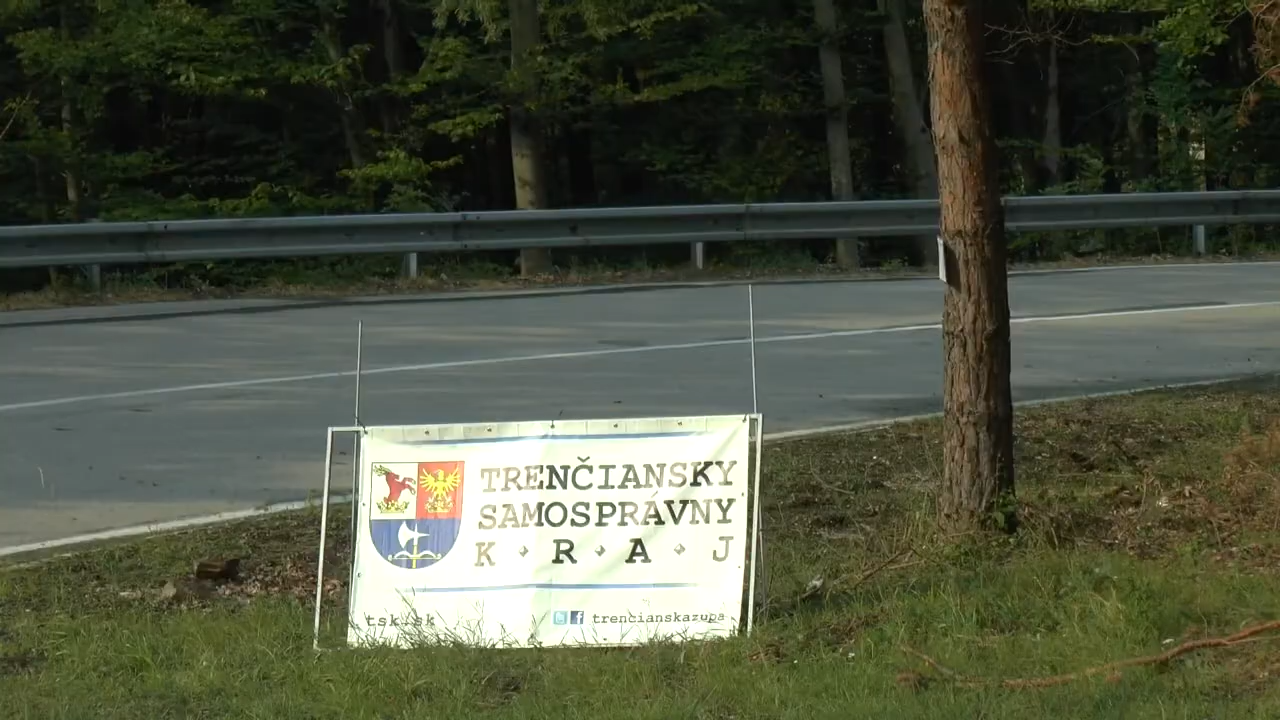 TRENČIANSKY
SAMOSPRÁVNY
K • R • A • J
tsk.sk
trencianskazupa